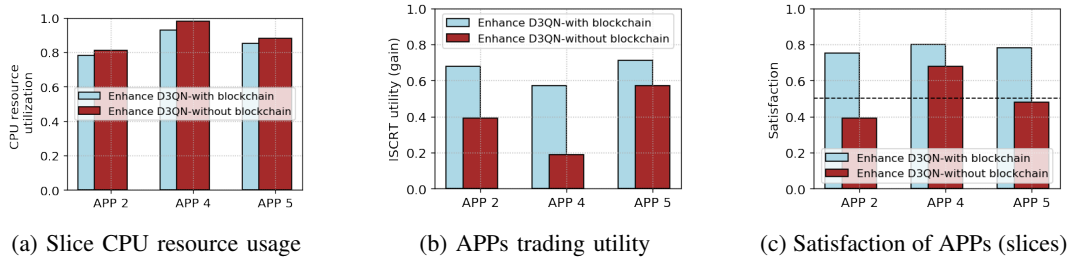 CPU resource
utilization
1.0
0.8
0.6
0.4
0.2
0.0
Enhance D3QN-with blockchain
Enhance D3QN-without blockchain
APP 2 APP 4 APP 5
(a) Slice CPU resource usage
ISCRT utility (gain)
1.0
0.8
0.6
0.4
0.2
0.0
Enhance D3QN-with blockchain
Enhance D3QN-without blockchain
APP 2 APP 4 APP 5
(b) APPs trading utility
Satisfaction
1.0
0.8
0.6
0.4
0.2
0.0
Enhance D3QN-with blockchain
Enhance D3QN-without blockchain
APP 2 APP 4 APP 5
(c) Satisfaction of APPs (slices)